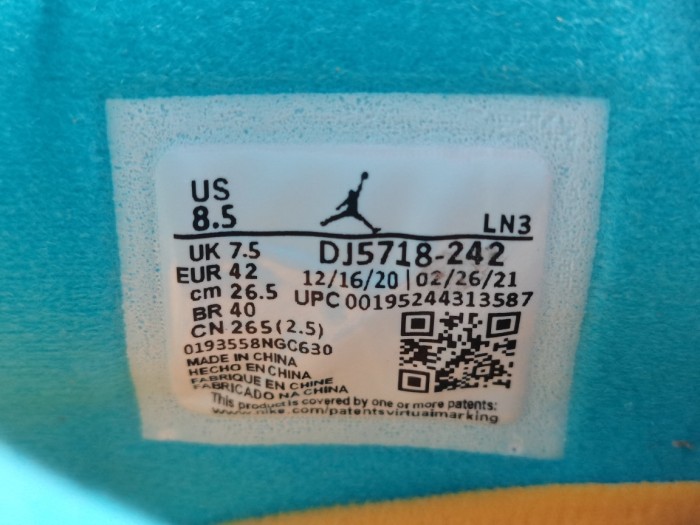 US
8.5
LN3
UK 7.5
DJ5718-242
EUR 42
12/16/20 | 02/26/21
cm 26.5
UPC 00195244313587
BR 40
CN 265(2.5)
0193558NGC630
MADE IN CHINA
HECHO EN CHINA
FABRIQUE EN CHINE
FABRICADO NA CHINA
This product is covered by one or more patents:
www.nike.com/patentsvirtualmarking